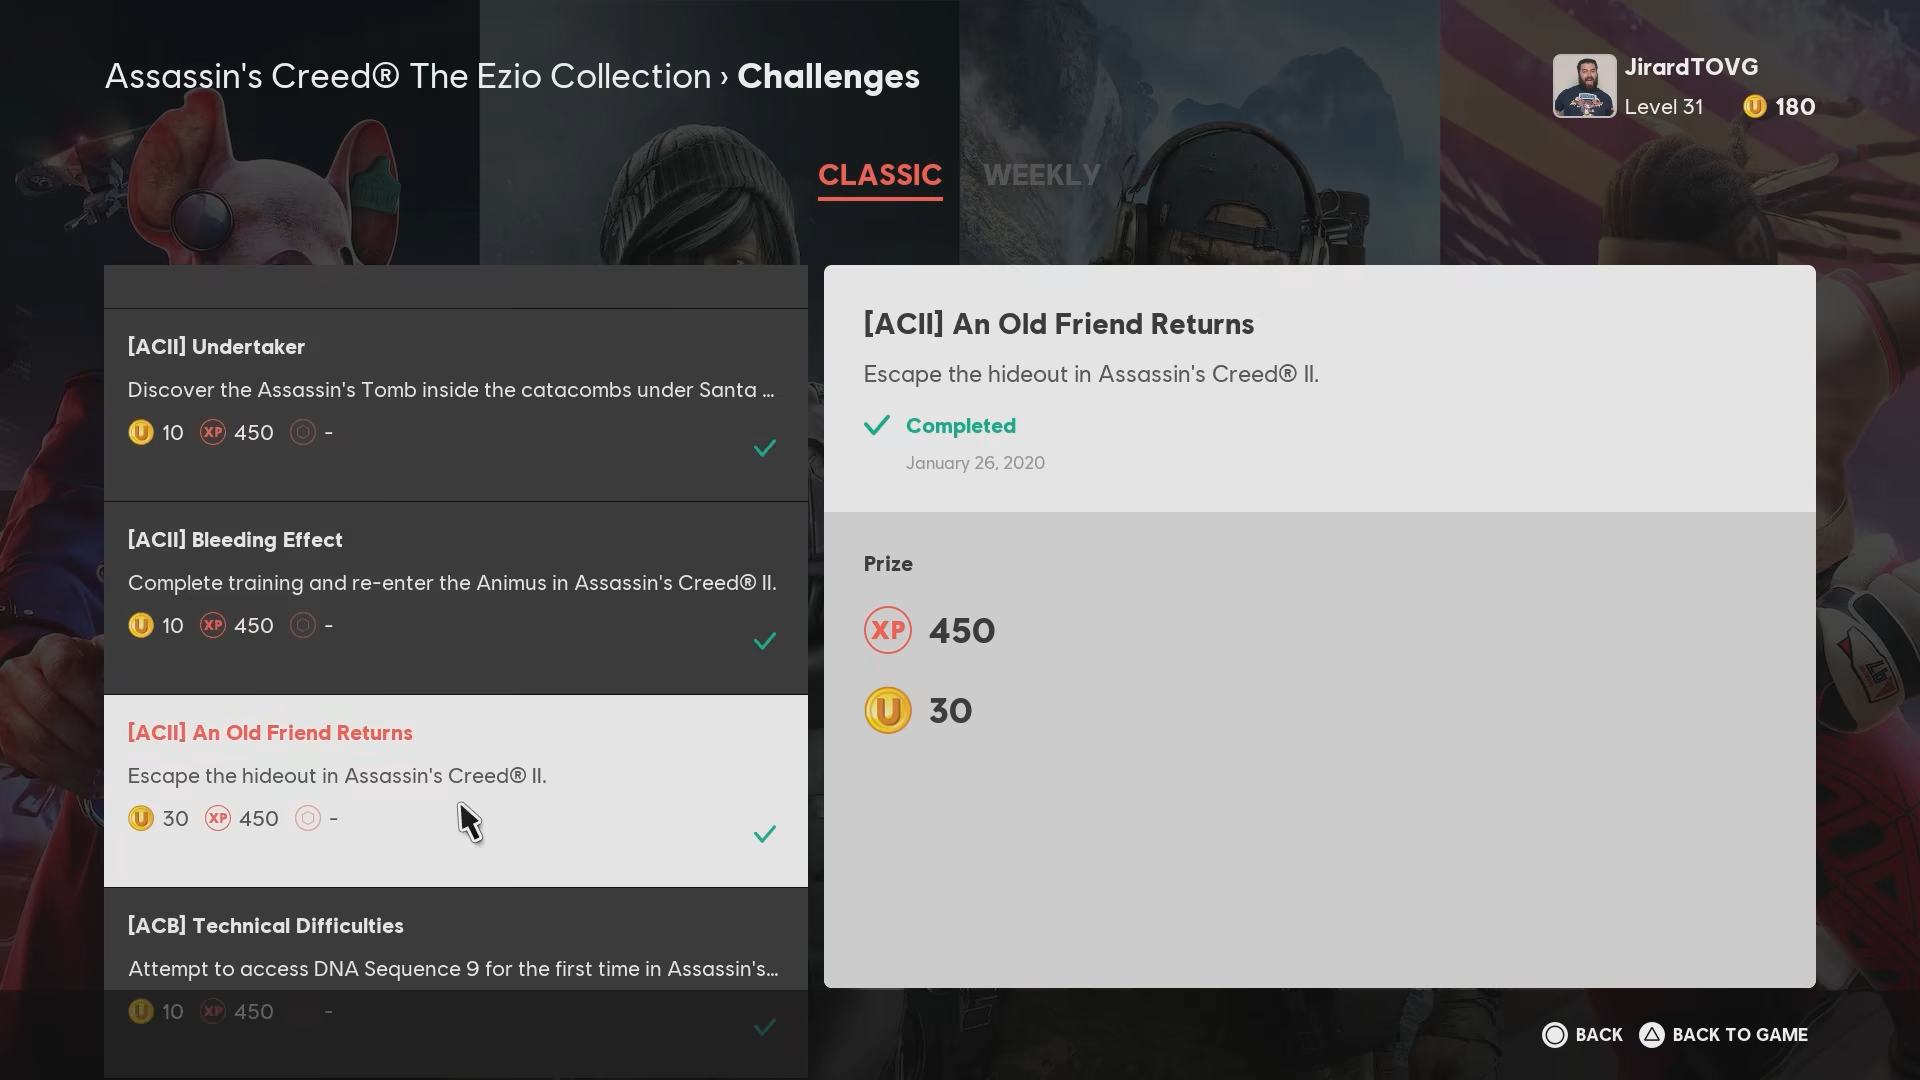 Assassin's Creed® The Ezio Collection › Challenges
JirardTOVG
Level 31
180
CLASSIC
WEEKLY
[ACII] Undertaker
Discover the Assassin's Tomb inside the catacombs under Santa ...
10 XP 450 -
[ACII] Bleeding Effect
Complete training and re-enter the Animus in Assassin's Creed® II.
10 XP 450 -
[ACII] An Old Friend Returns
Escape the hideout in Assassin's Creed® II.
30 XP 450 -
[ACB] Technical Difficulties
Attempt to access DNA Sequence 9 for the first time in Assassin's...
10 XP 450 -
[ACII] An Old Friend Returns
Escape the hideout in Assassin's Creed® II.
Completed
January 26, 2020
Prize
XP 450
U 30
BACK
BACK TO GAME